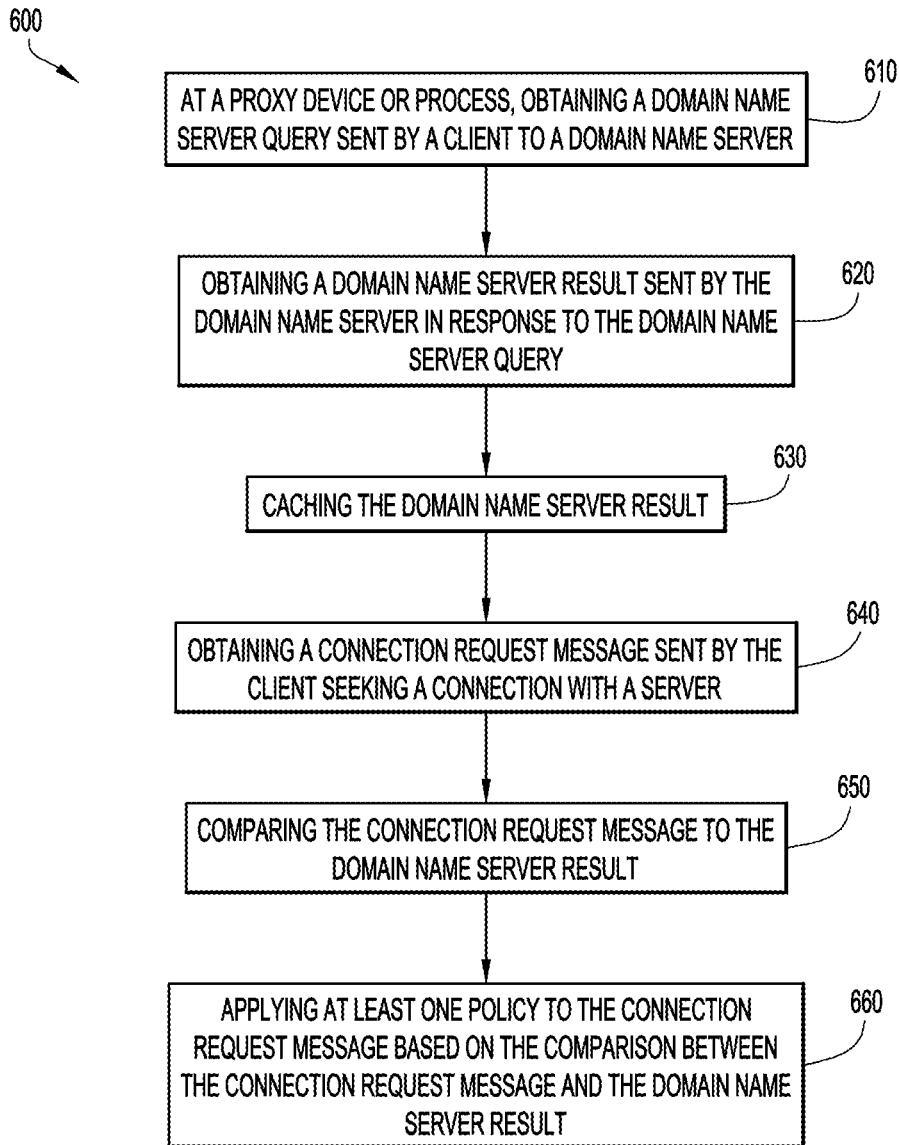 600
610
AT A PROXY DEVICE OR PROCESS, OBTAINING A DOMAIN NAME
SERVER QUERY SENT BY A CLIENT TO A DOMAIN NAME SERVER
620
OBTAINING A DOMAIN NAME SERVER RESULT SENT BY THE
DOMAIN NAME SERVER IN RESPONSE TO THE DOMAIN NAME
SERVER QUERY
630
CACHING THE DOMAIN NAME SERVER RESULT
640
OBTAINING A CONNECTION REQUEST MESSAGE SENT BY THE
CLIENT SEEKING A CONNECTION WITH A SERVER
650
COMPARING THE CONNECTION REQUEST MESSAGE TO THE
DOMAIN NAME SERVER RESULT
660
APPLYING AT LEAST ONE POLICY TO THE CONNECTION
REQUEST MESSAGE BASED ON THE COMPARISON BETWEEN
THE CONNECTION REQUEST MESSAGE AND THE DOMAIN NAME
SERVER RESULT